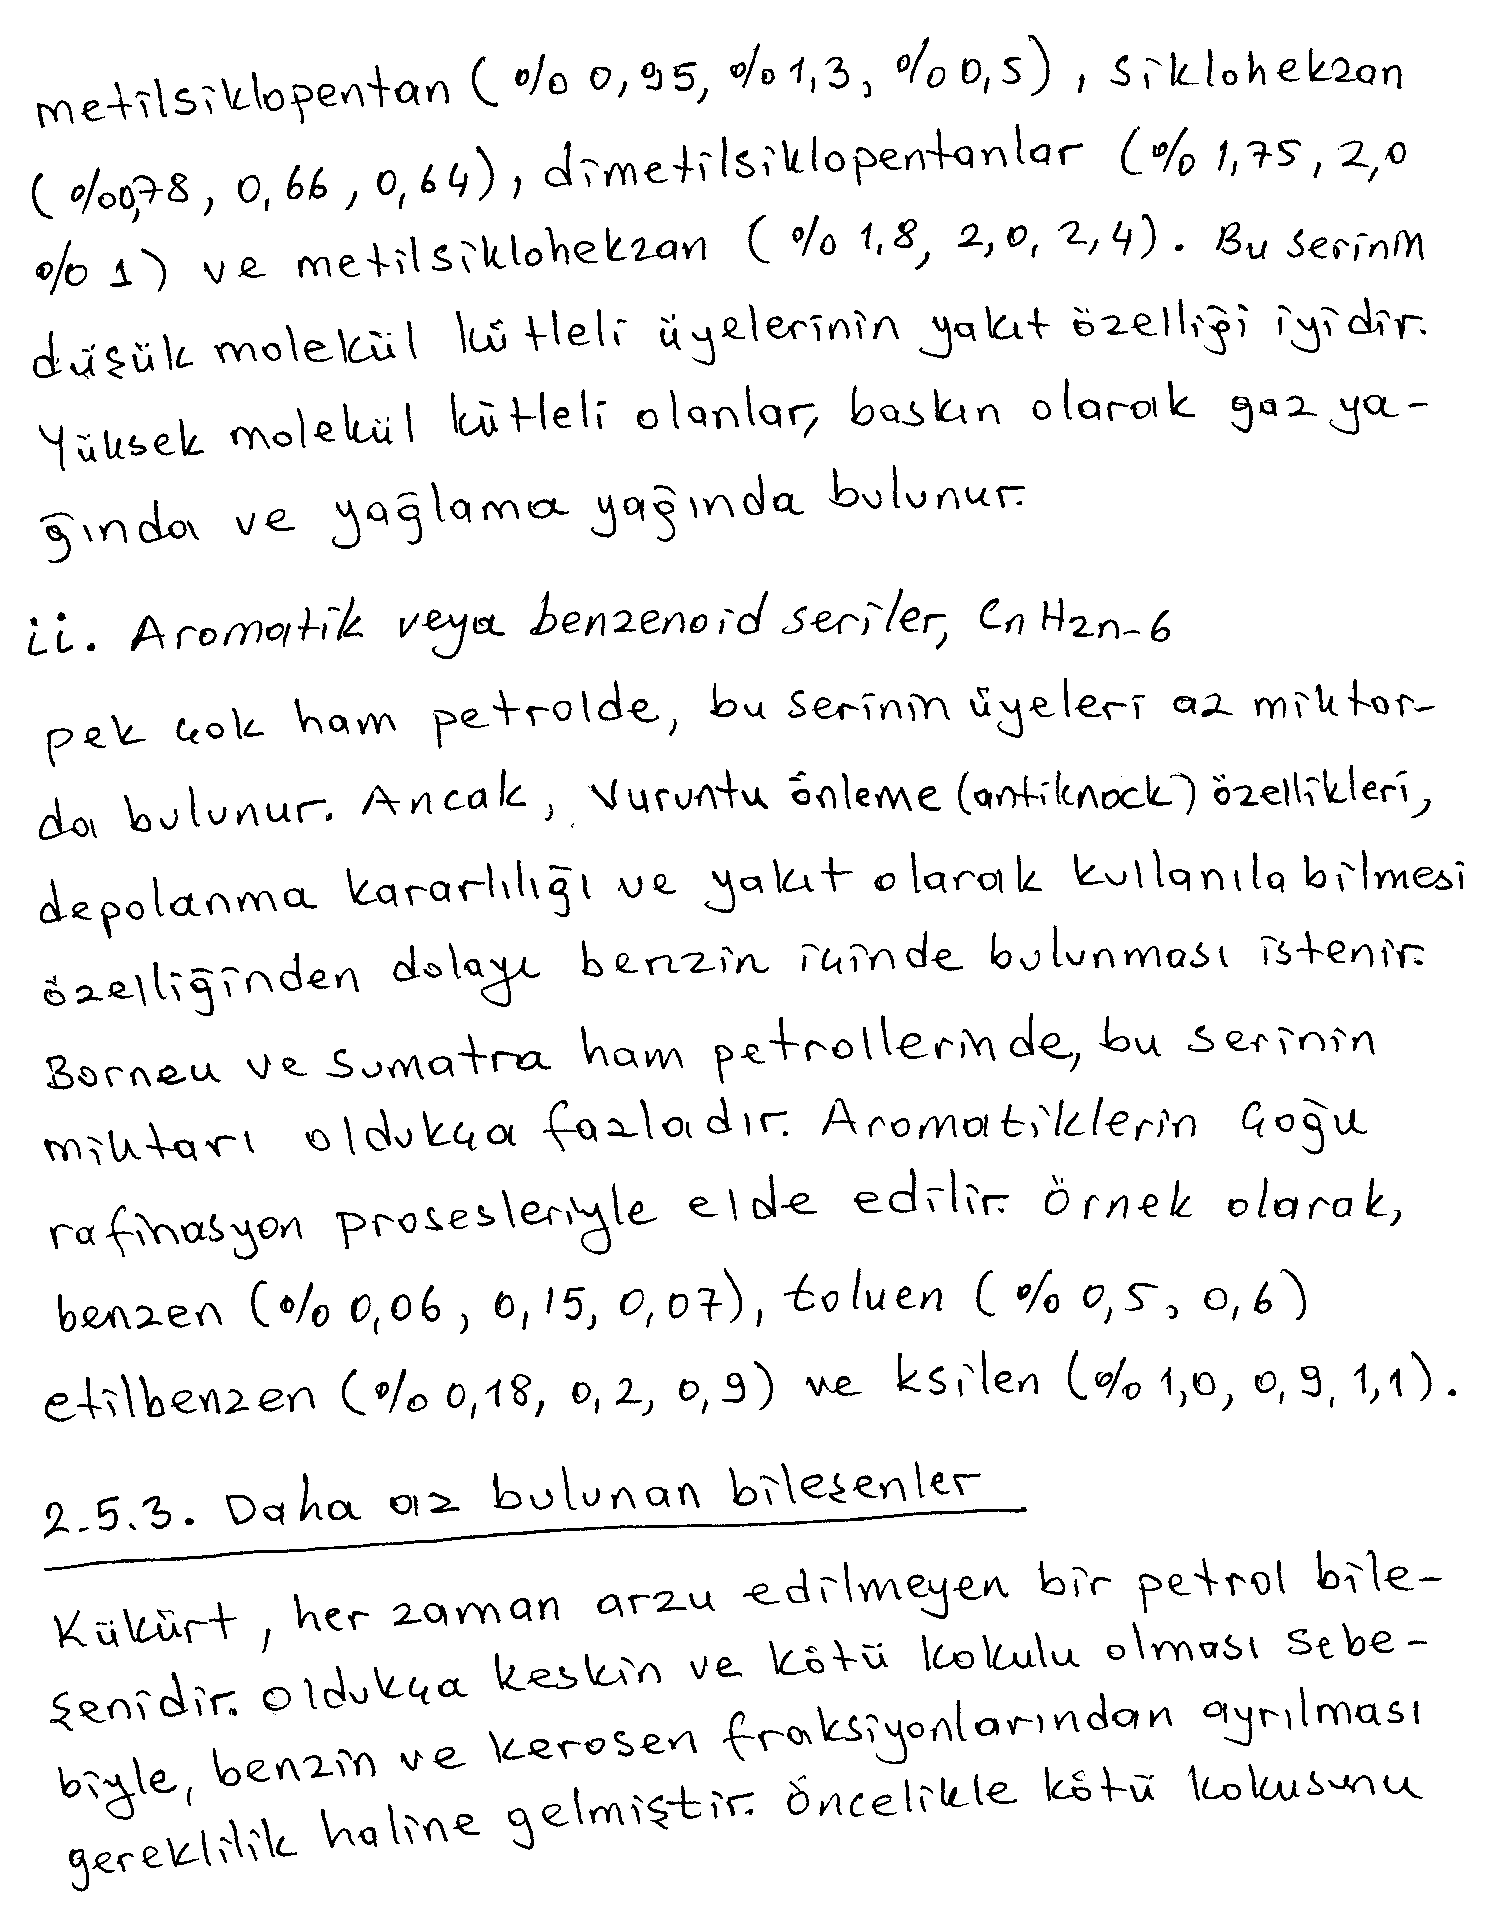 metilsiklopentan (%0,95, %1,3, %0,5), siklohekzan
(%0,78, 0,66, 0,64), dimetilsiklopentanlar (%1,75, 2,0
%1) ve metilsiklohekzan (%1,8, 2,0, 2,4). Bu serinin
düşük molekül kütleli üyelerinin yakıt özelliği iyidir.
Yüksek molekül kütleli olanlar, baskın olarak gaz ya-
ğında ve yağlama yağında bulunur.
ii. Aromatik veya benzenoid seriler, CnH2n-6
pek çok ham petrolde, bu serinin üyeleri az miktar-
da bulunur. Ancak, Vuruntu önleme (antiknock) özellikleri,
depolanma kararlılığı ve yakıt olarak kullanıla bilmesi
özelliğinden dolayı benzin içinde bulunması istenir.
Borneu ve Sumatra ham petrollerinde, bu serinin
miktarı oldukça fazladır. Aromatiklerin çoğu
rafinasyon prosesleriyle elde edilir. Örnek olarak,
benzen (%0,06, 0,15, 0,07), toluen (%0,5, 0,6)
etilbenzen (%0,18, 0,2, 0,9) ve ksilen (%1,0, 0,9, 1,1).
2.5.3. Daha az bulunan bileşenler
Kükürt, her zaman arzu edilmeyen bir petrol bile-
şenidir. oldukça keskin ve kötü kokulu olması sebe-
biyle, benzin ve kerosen fraksiyonlarından ayrılması
gereklilik haline gelmiştir. Öncelikle kötü kokusunu